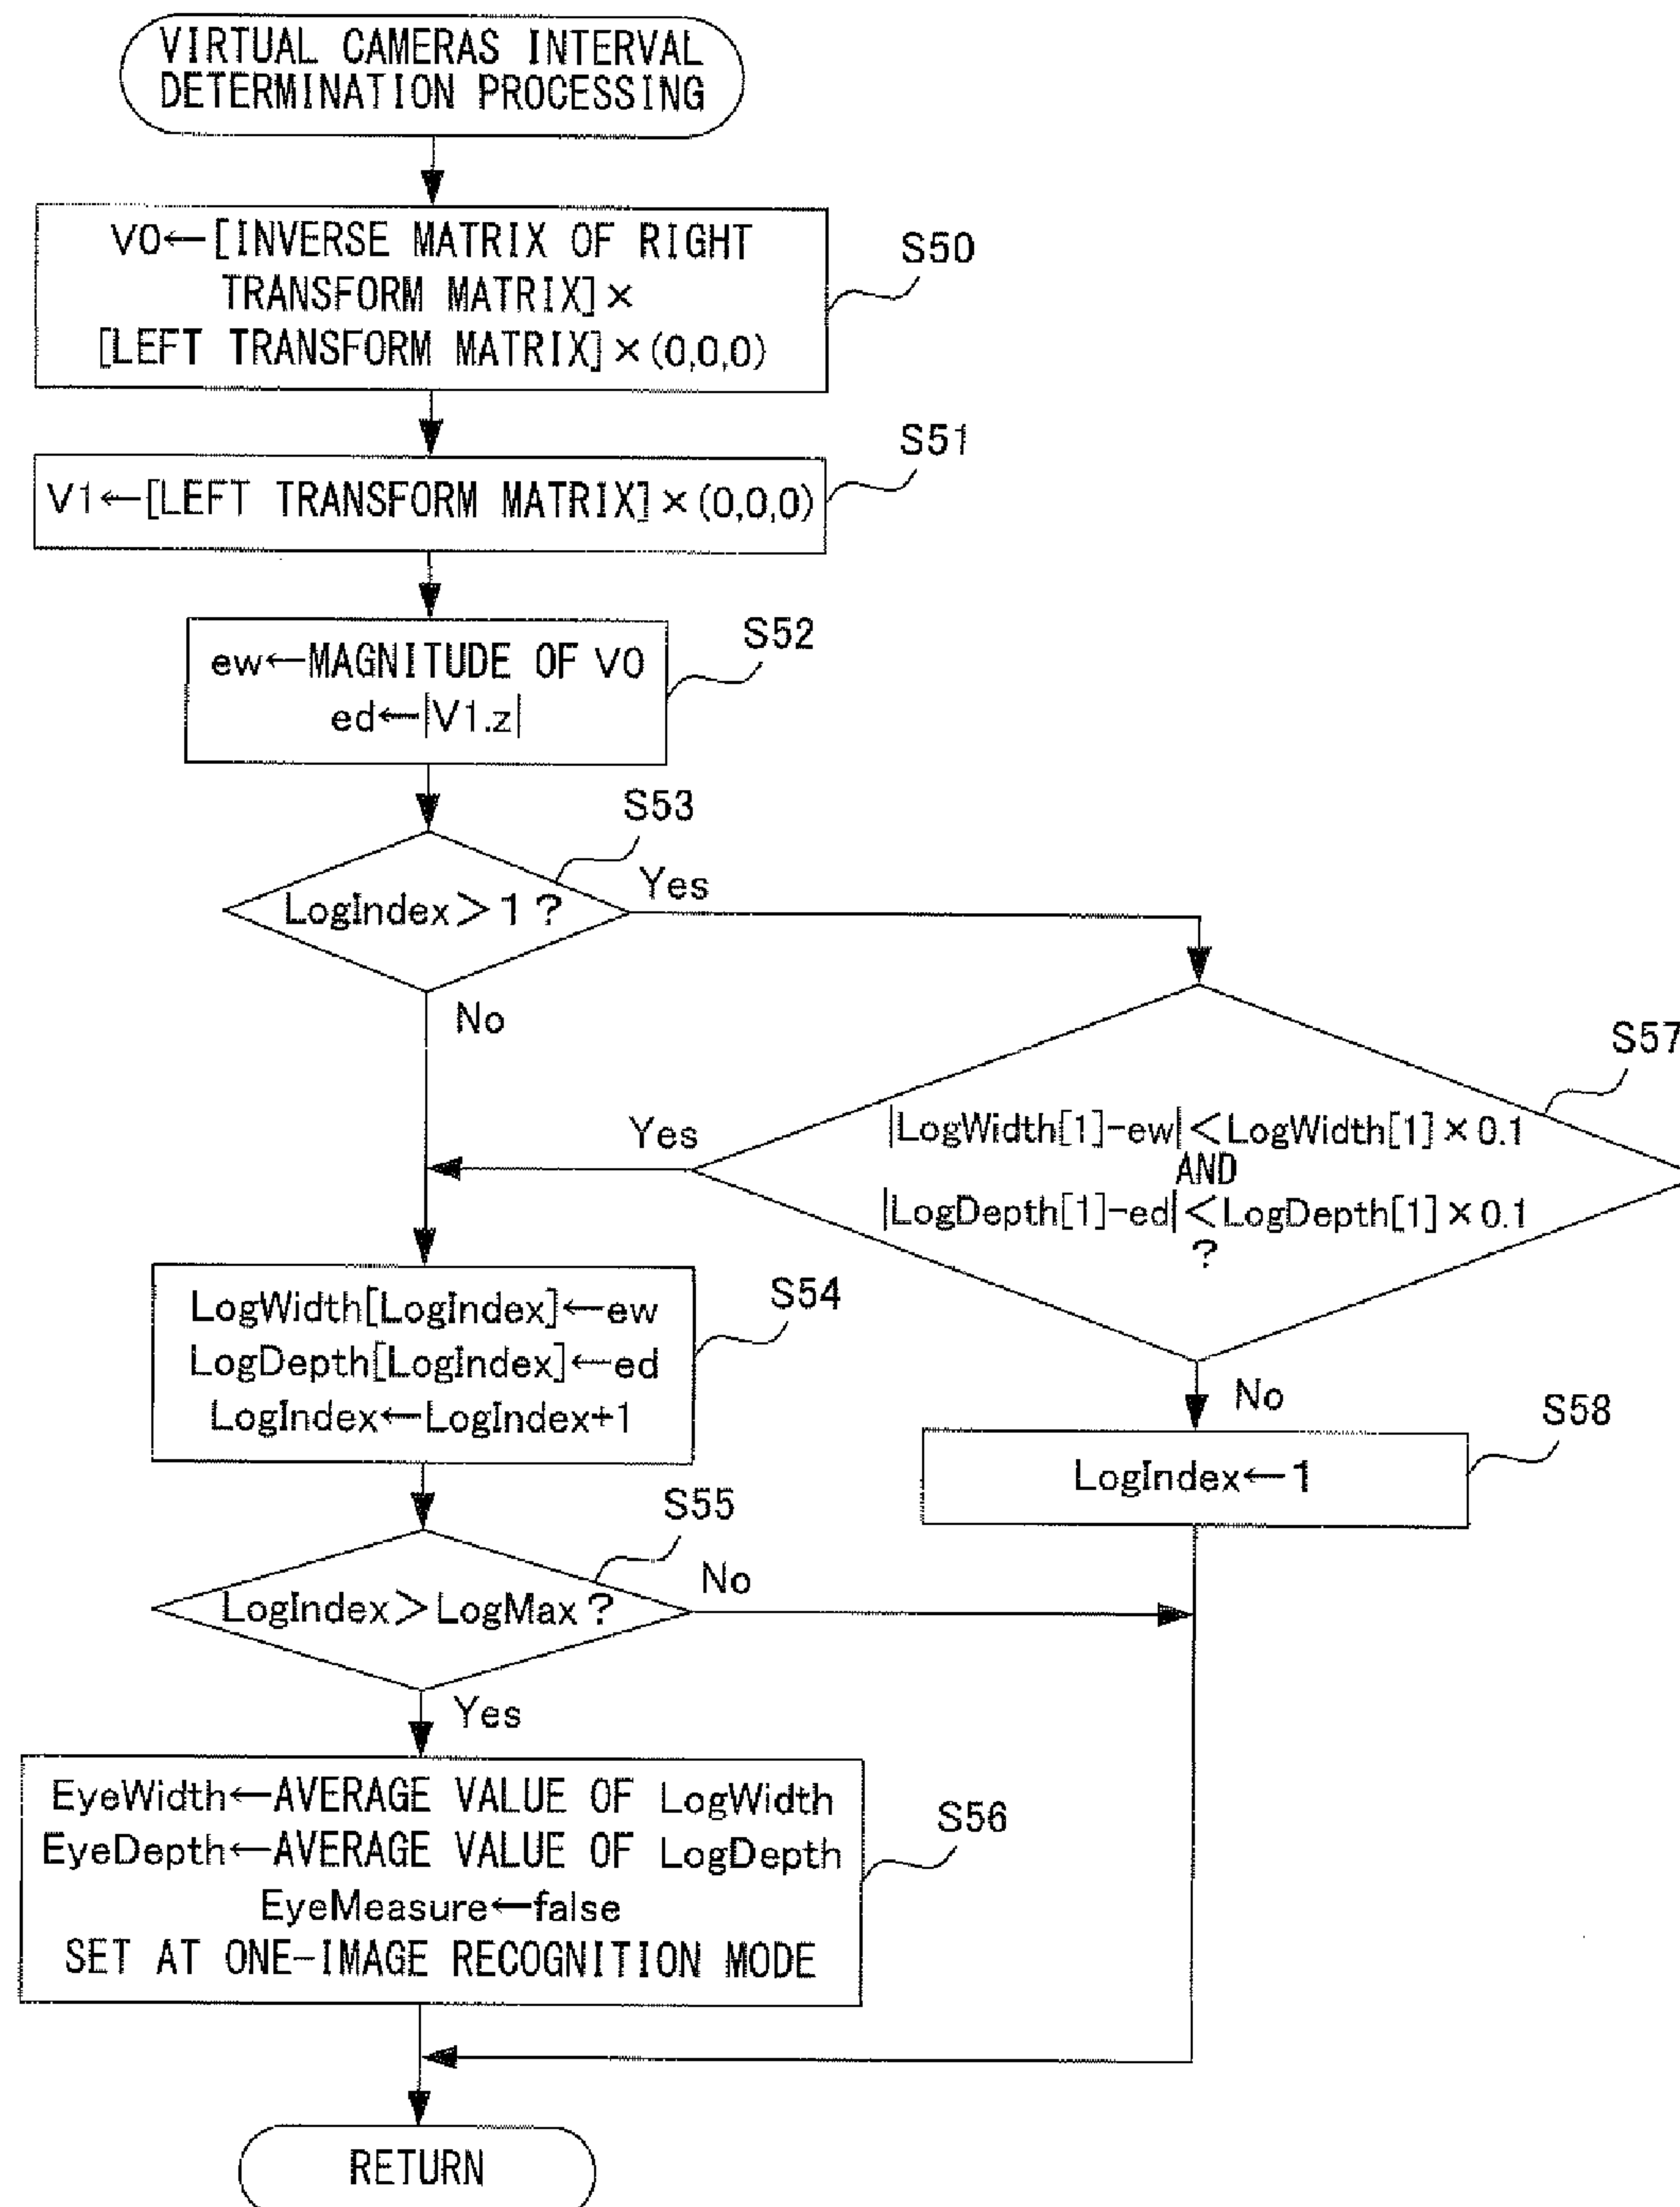 VIRTUAL CAMERAS INTERVAL
DETERMINATION PROCESSING
V0←[INVERSE MATRIX OF RIGHT
TRANSFORM MATRIX]×
[LEFT TRANSFORM MATRIX]×(0,0,0)
S50
V1←[LEFT TRANSFORM MATRIX]×(0,0,0)
S51
ew←MAGNITUDE OF V0
ed←|V1.z|
S52
LogIndex>1?
S53
Yes
No
|LogWidth[1]-ew|<LogWidth[1]×0.1
AND
|LogDepth[1]-ed|<LogDepth[1]×0.1
?
S57
Yes
No
LogWidth[LogIndex]←ew
LogDepth[LogIndex]←ed
LogIndex←LogIndex+1
S54
LogIndex←1
S58
LogIndex>LogMax?
S55
No
Yes
EyeWidth←AVERAGE VALUE OF LogWidth
EyeDepth←AVERAGE VALUE OF LogDepth
EyeMeasure←false
SET AT ONE-IMAGE RECOGNITION MODE
S56
RETURN